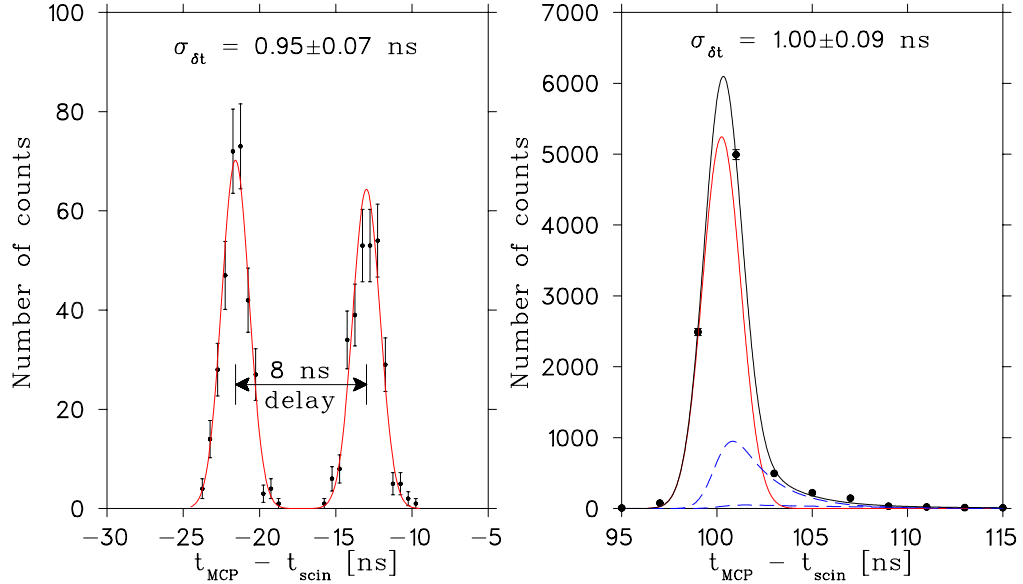 σδt = 0.95±0.07 ns
100
80
60
40
20
0
Number of counts
8 ns
delay
−30 −25 −20 −15 −10 −5
tMCP − tscin [ns]
σδt = 1.00±0.09 ns
7000
6000
5000
4000
3000
2000
1000
0
Number of counts
95 100 105 110 115
tMCP − tscin [ns]